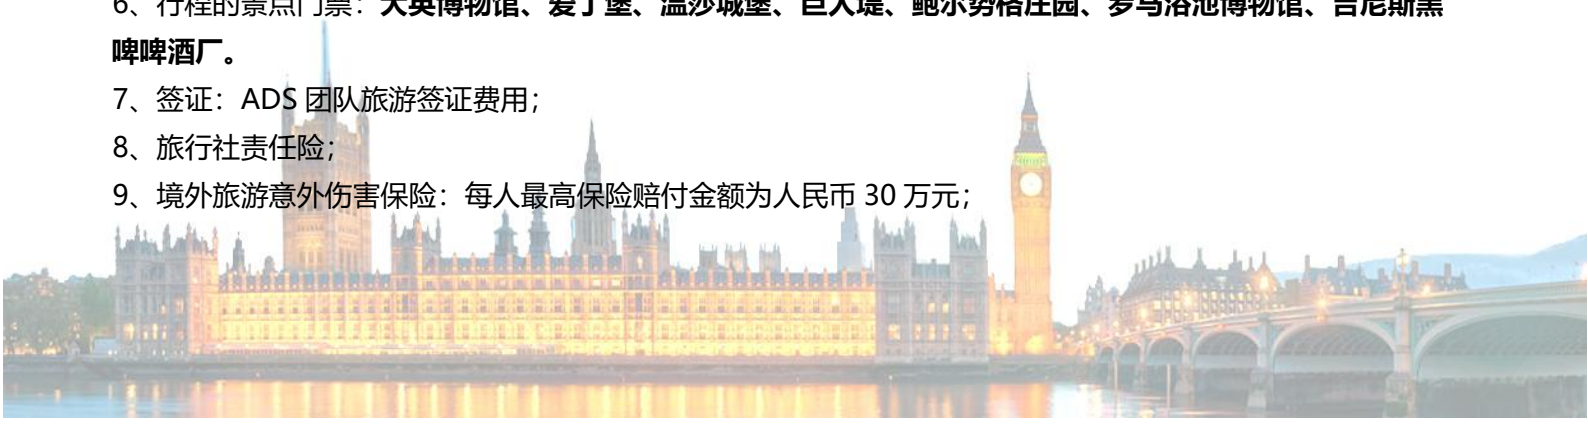 6、行程的景点门票：大英博物馆、爱丁堡、温莎城堡、巨人堤、鲍尔势格庄园、罗马浴池博物馆、吉尼斯黑
啤啤酒厂。
7、签证：ADS 团队旅游签证费用；
8、旅行社责任险；
9、境外旅游意外伤害保险：每人最高保险赔付金额为人民币 30 万元；